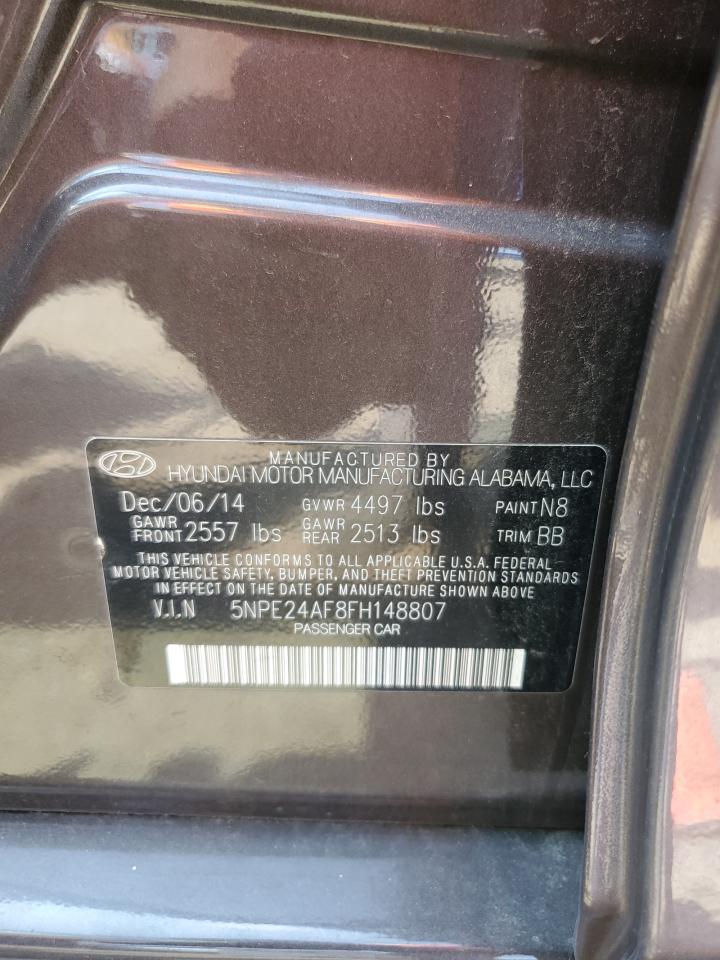 MANUFACTURED BY
HYUNDAI MOTOR MANUFACTURING ALABAMA, LLC
Dec/06/14 GVWR 4497 lbs PAINT N8
GAWR FRONT 2557 lbs GAWR REAR 2513 lbs TRIM BB
THIS VEHICLE CONFORMS TO ALL APPLICABLE U.S.A. FEDERAL
MOTOR VEHICLE SAFETY, BUMPER, AND THEFT PREVENTION STANDARDS
IN EFFECT ON THE DATE OF MANUFACTURE SHOWN ABOVE
V.I.N 5NPE24AF8FH148807
PASSENGER CAR